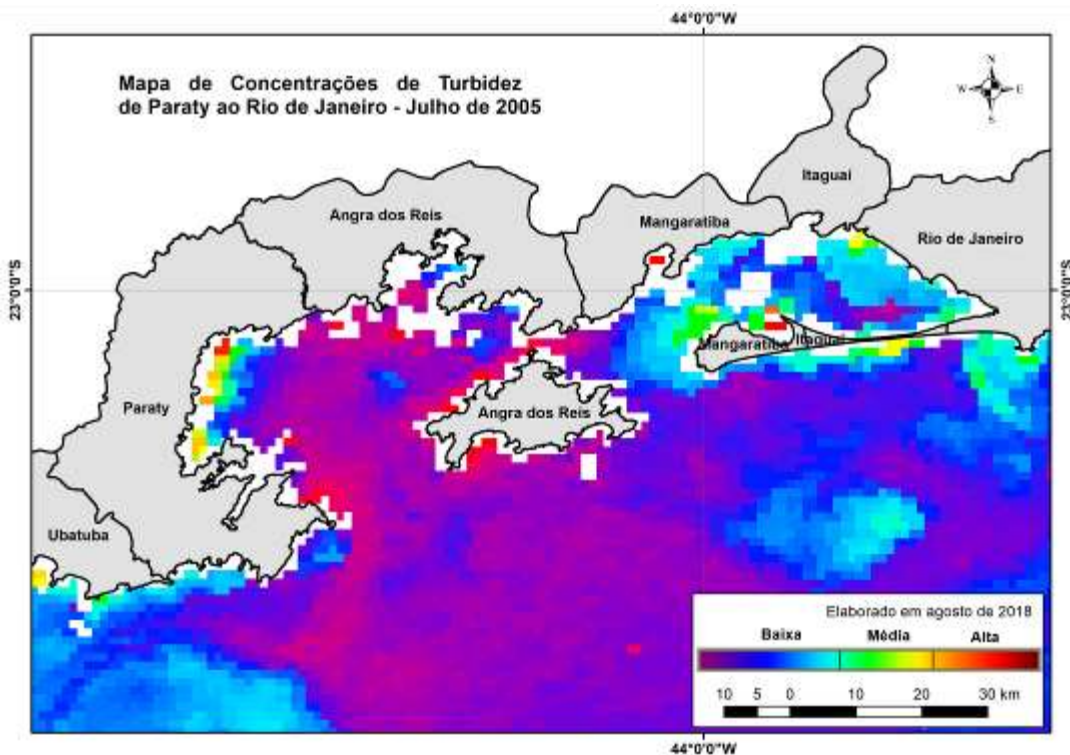 44°0'0"W
Mapa de Concentrações de Turbidez
de Paraty ao Rio de Janeiro - Julho de 2005
N
W E
S
Itaguaí
Angra dos Reis
Mangaratiba
Rio de Janeiro
23°0'0"S
23°0'0"S
Mangaratiba
Itaguaí
Paraty
Angra dos Reis
Ubatuba
Elaborado em agosto de 2018
Baixa Média Alta
10 5 0 10 20 30 km
44°0'0"W